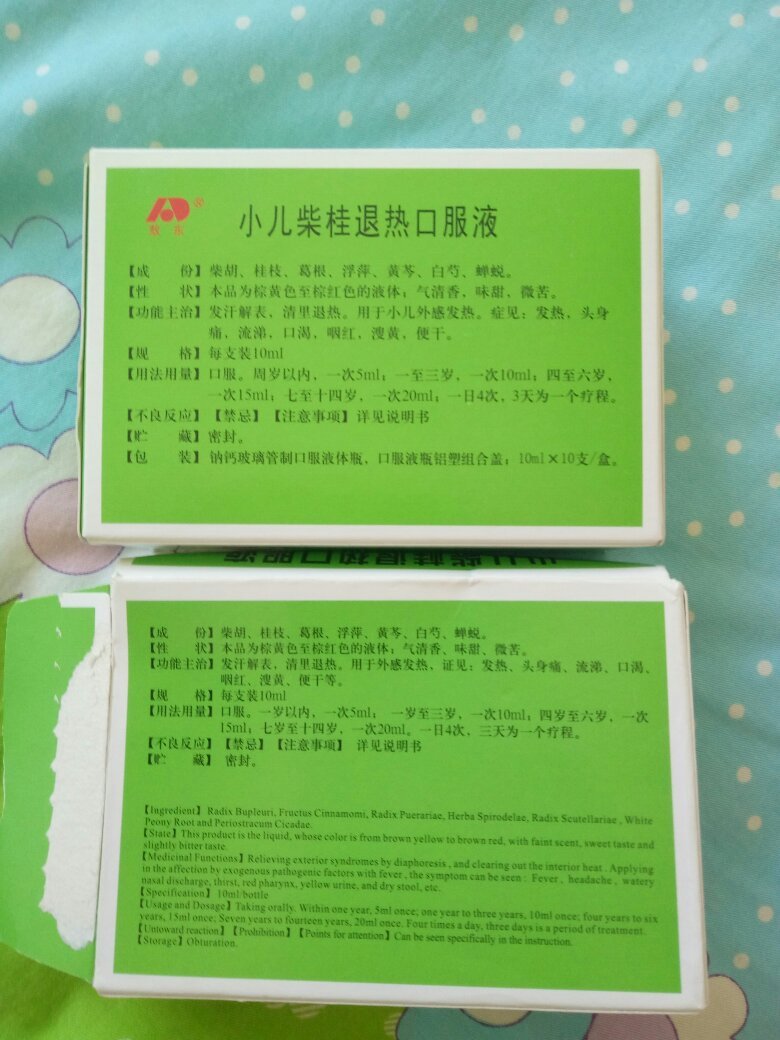 敖东®
小儿柴桂退热口服液
【成 份】柴胡、桂枝、葛根、浮萍、黄芩、白芍、蝉蜕。
【性 状】本品为棕黄色至棕红色的液体；气清香，味甜，微苦。
【功能主治】发汗解表，清里退热。用于小儿外感发热。症见：发热，头身
痛，流涕，口渴，咽红，溲黄，便干。
【规 格】每支装10ml
【用法用量】口服。周岁以内，一次5ml；一至三岁，一次10ml；四至六岁，
一次15ml；七至十四岁，一次20ml；一日4次，3天为一个疗程。
【不良反应】【禁忌】【注意事项】详见说明书
【贮 藏】密封。
【包 装】钠钙玻璃管制口服液体瓶、口服液瓶铝塑组合盖；10ml×10支/盒。
小儿柴桂退热口服液
【成 份】柴胡、桂枝、葛根、浮萍、黄芩、白芍、蝉蜕。
【性 状】本品为棕黄色至棕红色的液体；气清香、味甜、微苦。
【功能主治】发汗解表，清里退热。用于外感发热，证见：发热、头身痛、流涕、口渴、
咽红、溲黄、便干等。
【规 格】每支装10ml
【用法用量】口服。一岁以内，一次5ml； 一岁至三岁，一次10ml；四岁至六岁，一次
15ml；七岁至十四岁，一次20ml。一日4次，三天为一个疗程。
【不良反应】【禁忌】【注意事项】 详见说明书
【贮 藏】 密封。
【Ingredient】Radix Bupleuri, Fructus Cinnamomi, Radix Puerariae, Herba Spirodelae, Radix Scutellariae , White
Peony Root and Periostracum Cicadae.
【State】This product is the liquid, whose color is from brown yellow to brown red, with faint scent, sweet taste and
slightly bitter taste.
【Medicinal Functions】Relieving exterior syndromes by diaphoresis , and clearing out the interior heat . Applying
in the affection by exogenous pathogenic factors with fever , the symptom can be seen : Fever , headache , watery
nasal discharge, thirst, red pharynx, yellow urine, and dry stool, etc.
【Specification】10ml/bottle
【Usage and Dosage】Taking orally. Within one year, 5ml once; one year to three years, 10ml once; four years to six
years, 15ml once; Seven years to fourteen years, 20ml once. Four times a day, three days is a period of treatment.
【Untoward reaction】【Prohibition】【Points for attention】Can be seen specifically in the instruction.
【Storage】Obturation.